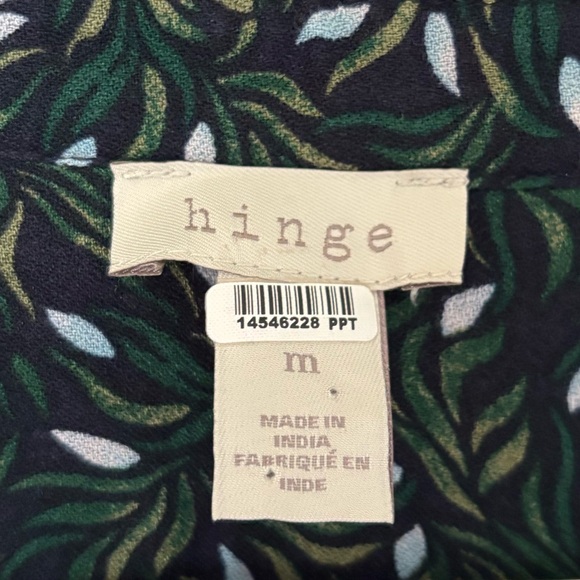 hinge
14546228 PPT
m
MADE IN
INDIA
FABRIQUÉ EN
INDE